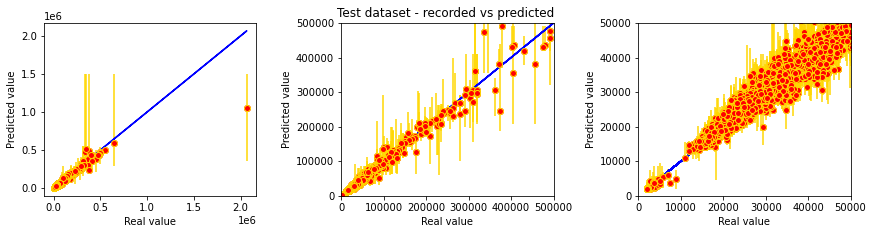 Test dataset - recorded vs predicted
1e6
2.0
1.5
1.0
0.5
0.0
Predicted value
0.0 0.5 1.0 1.5 2.0
1e6
Real value
500000
400000
300000
200000
100000
0
Predicted value
0 100000 200000 300000 400000 500000
Real value
50000
40000
30000
20000
10000
0
Predicted value
0 10000 20000 30000 40000 50000
Real value